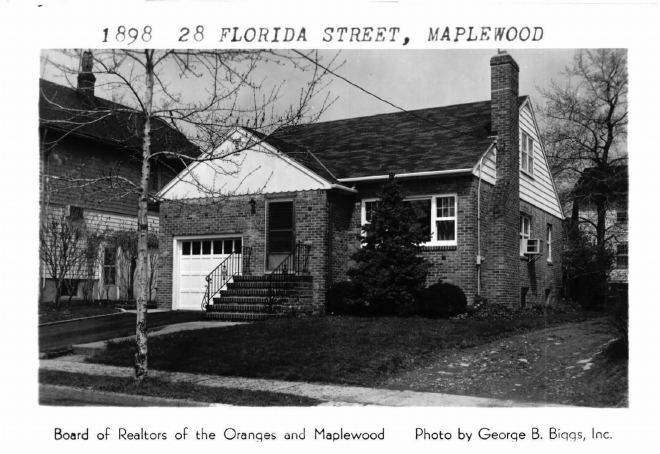 1898 28 FLORIDA STREET, MAPLEWOOD
Board of Realtors of the Oranges and Maplewood Photo by George B. Biggs, Inc.